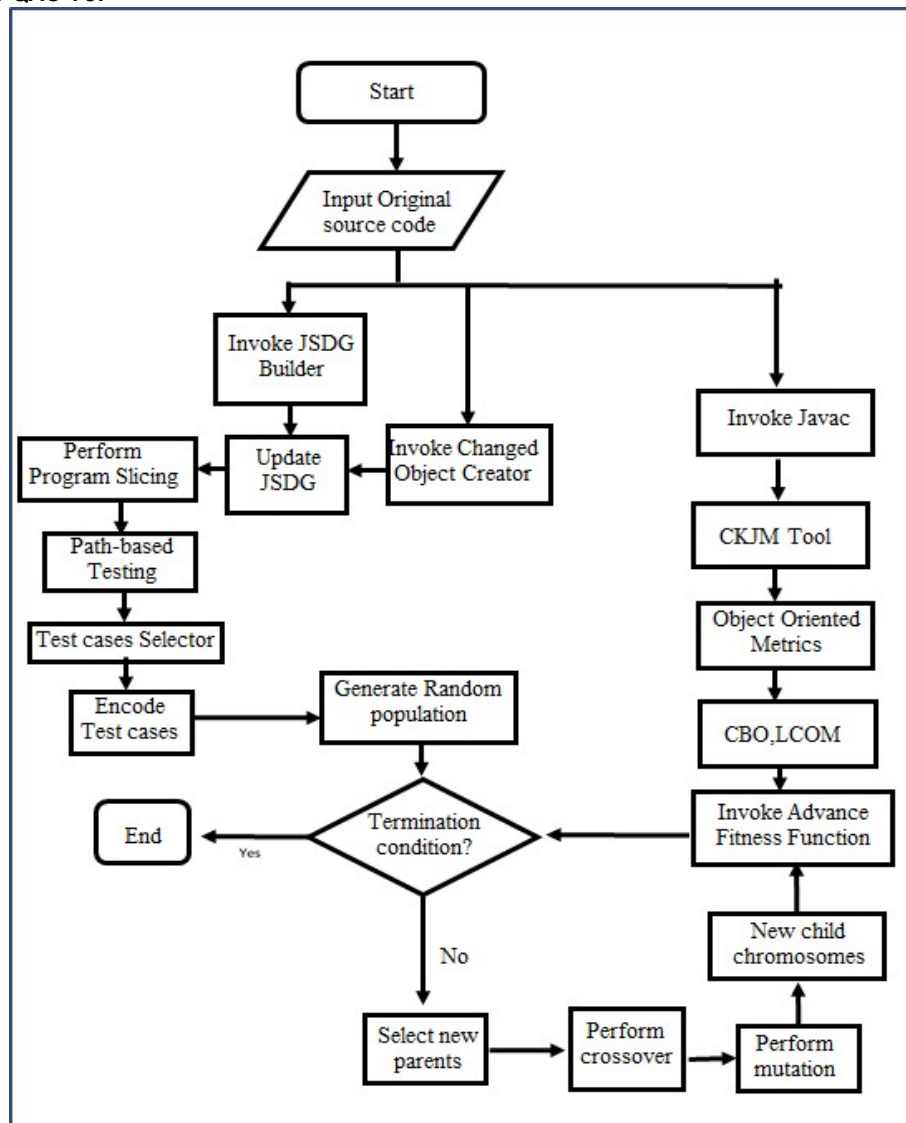 Start
Input Original
source code
Invoke JSDG
Builder
Invoke Javac
Perform
Program Slicing
Update
JSDG
Invoke Changed
Object Creator
CKJM Tool
Path-based
Testing
Object Oriented
Metrics
Test cases Selector
Encode
Test cases
Generate Random
population
CBO,LCOM
End
Yes
Termination
condition?
Invoke Advance
Fitness Function
No
New child
chromosomes
Select new
parents
Perform
crossover
Perform
mutation